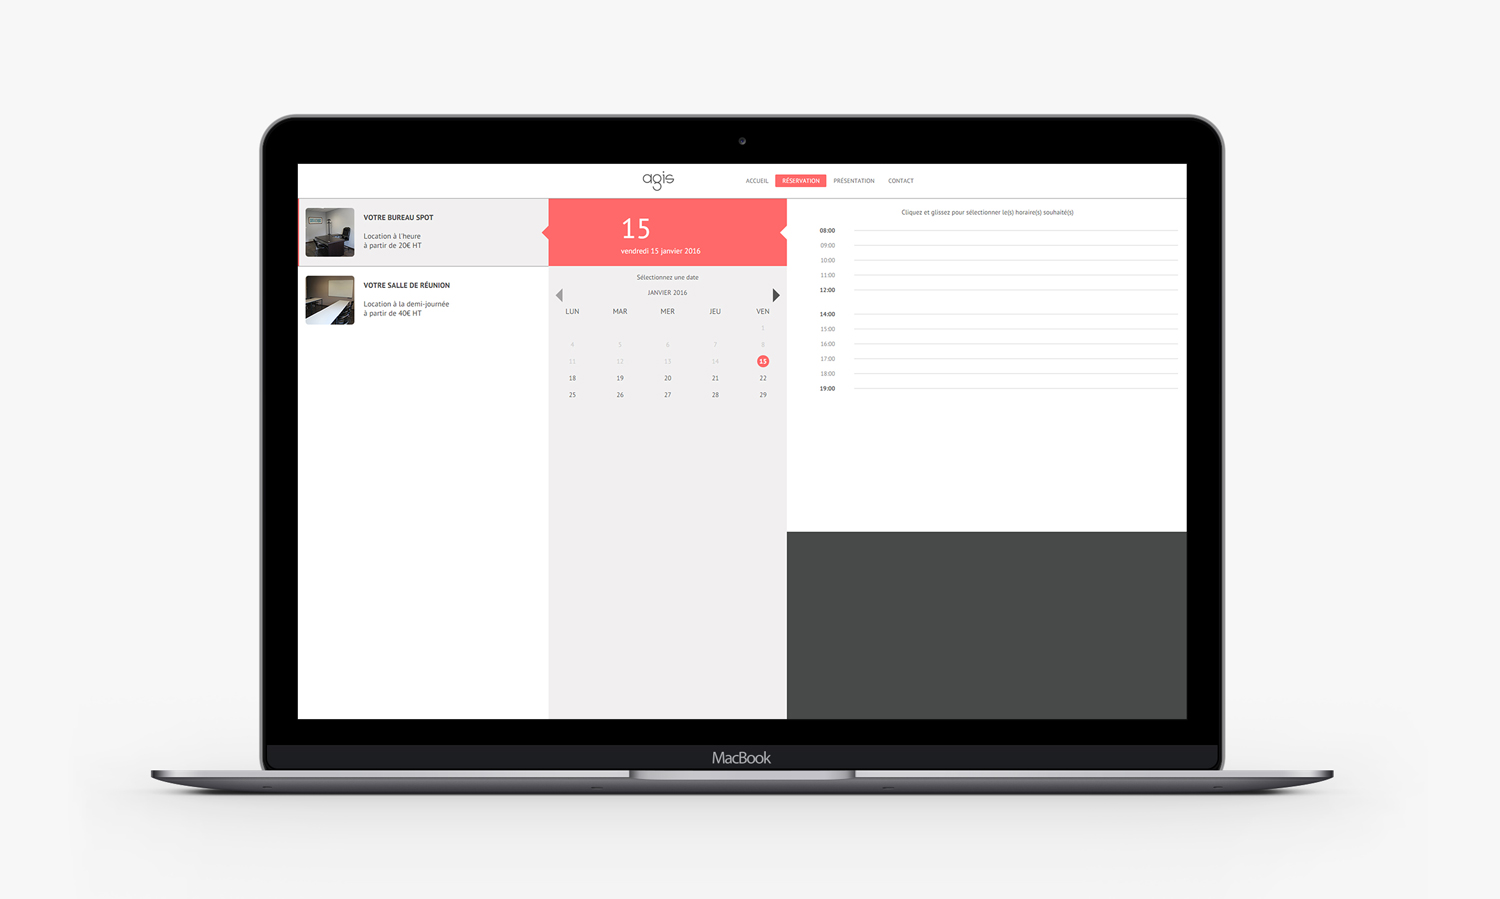 agis
ACCUEIL RÉSERVATION PRÉSENTATION CONTACT
VOTRE BUREAU SPOT
Location à l'heure
à partir de 20€ HT
VOTRE SALLE DE RÉUNION
Location à la demi-journée
à partir de 40€ HT
15
vendredi 15 janvier 2016
Sélectionnez une date
JANVIER 2016
LUN MAR MER JEU VEN
1
4 5 6 7 8
11 12 13 14 15
18 19 20 21 22
25 26 27 28 29
Cliquez et glissez pour sélectionner le(s) horaire(s) souhaité(s)
08:00
09:00
10:00
11:00
12:00
14:00
15:00
16:00
17:00
18:00
19:00
MacBook